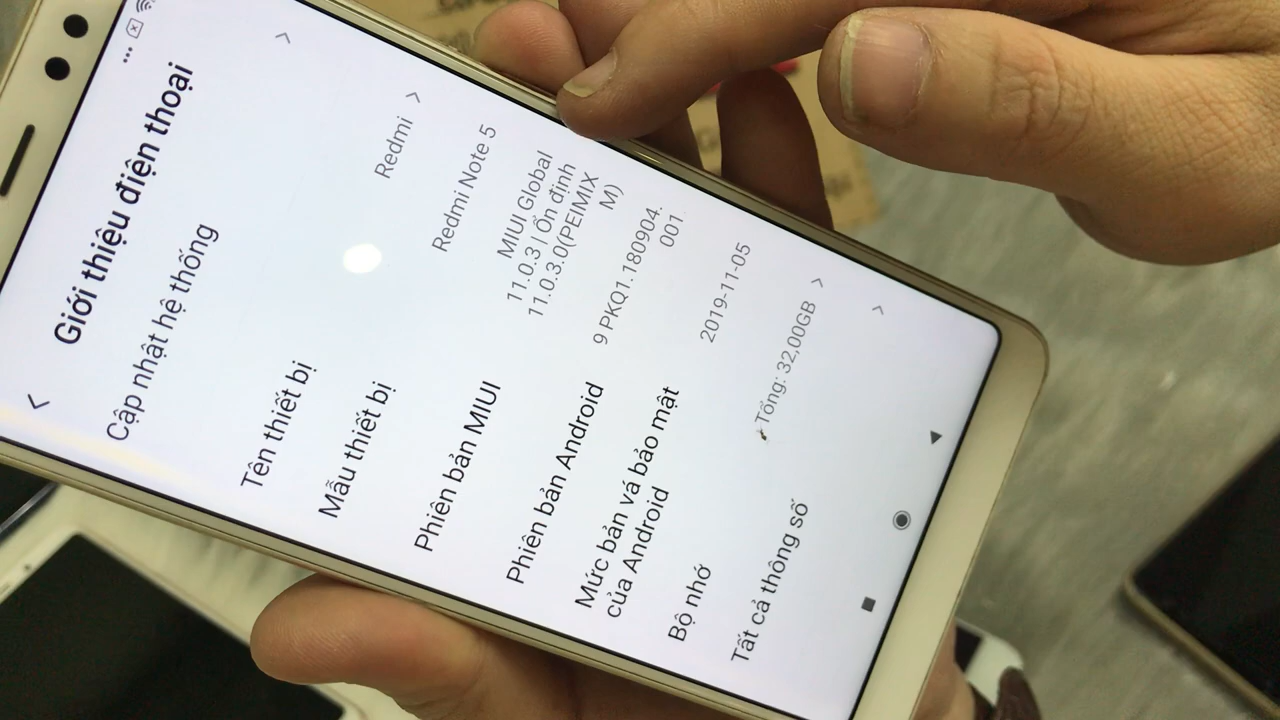 Giới thiệu điện thoại
Cập nhật hệ thống
Tên thiết bị
Redmi
Mẫu thiết bị
Redmi Note 5
Phiên bản MIUI
MIUI Global
11.0.3 | Ổn định
11.0.3.0(PEIMIX
M)
Phiên bản Android
9 PKQ1.180904.
001
Mức bản vá bảo mật
của Android
2019-11-05
Bộ nhớ
Tổng: 32,00GB
Tất cả thông số